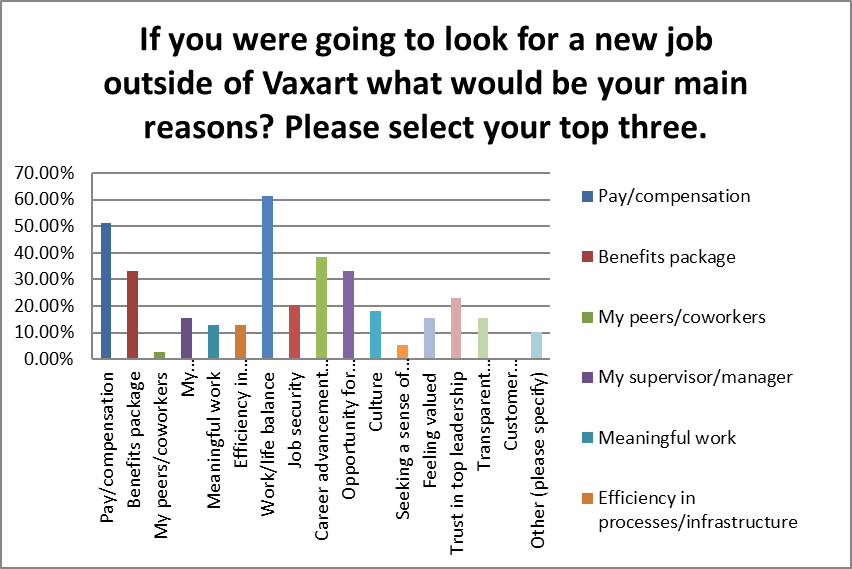 If you were going to look for a new job
outside of Vaxart what would be your main
reasons? Please select your top three.
70.00%
60.00%
50.00%
40.00%
30.00%
20.00%
10.00%
0.00%
Pay/compensation
Benefits package
My peers/coworkers
My...
Meaningful work
Efficiency in...
Work/life balance
Job security
Career advancement...
Opportunity for...
Culture
Seeking a sense of...
Feeling valued
Trust in top leadership
Transparent...
Customer...
Other (please specify)
Pay/compensation
Benefits package
My peers/coworkers
My supervisor/manager
Meaningful work
Efficiency in
processes/infrastructure